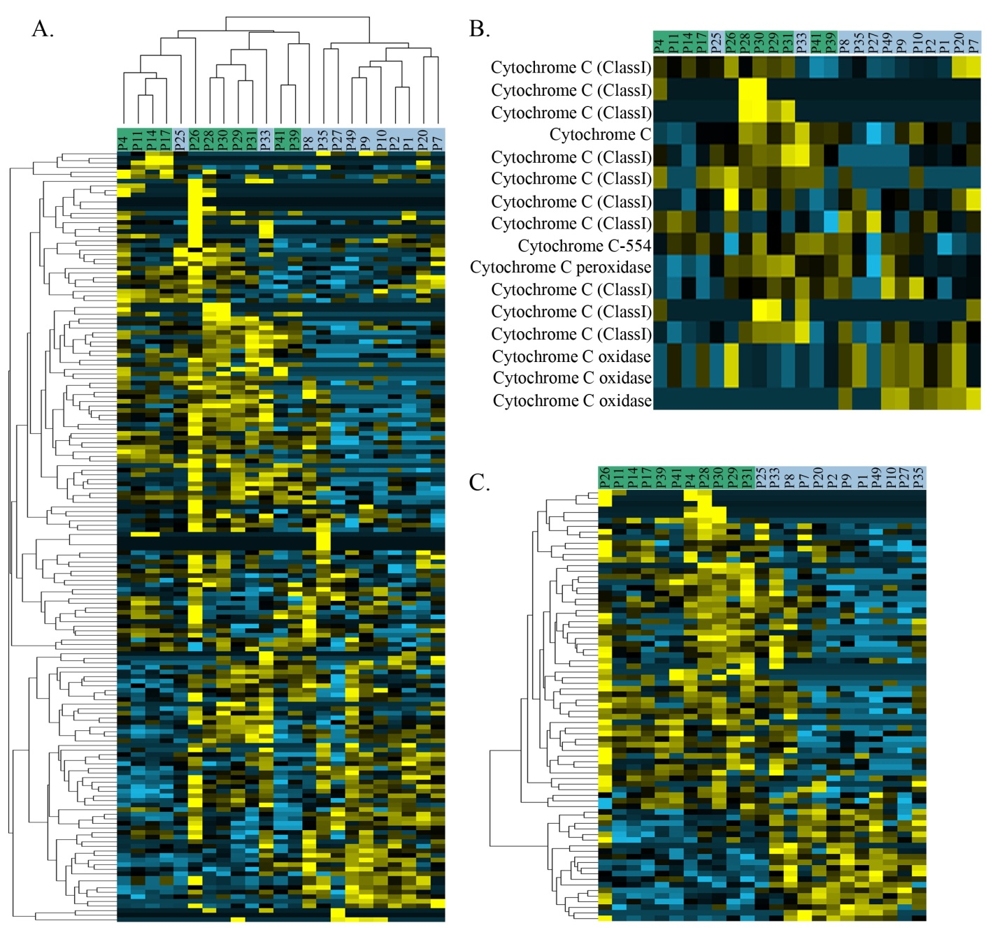 A.
P4 P11 P14 P17 P25 P26 P28 P30 P29 P31 P33 P41 P39 P8 P35 P27 P49 P9 P10 P2 P1 P20 P7
B.
P4 P11 P14 P17 P25 P26 P28 P30 P29 P31 P33 P41 P39 P8 P35 P27 P49 P9 P10 P2 P1 P20 P7
Cytochrome C (ClassI)
Cytochrome C (ClassI)
Cytochrome C (ClassI)
Cytochrome C
Cytochrome C (ClassI)
Cytochrome C (ClassI)
Cytochrome C (ClassI)
Cytochrome C (ClassI)
Cytochrome C-554
Cytochrome C peroxidase
Cytochrome C (ClassI)
Cytochrome C (ClassI)
Cytochrome C (ClassI)
Cytochrome C oxidase
Cytochrome C oxidase
Cytochrome C oxidase
C.
P26 P11 P14 P17 P39 P41 P4 P28 P30 P29 P31 P25 P33 P8 P7 P20 P2 P9 P1 P49 P10 P27 P35